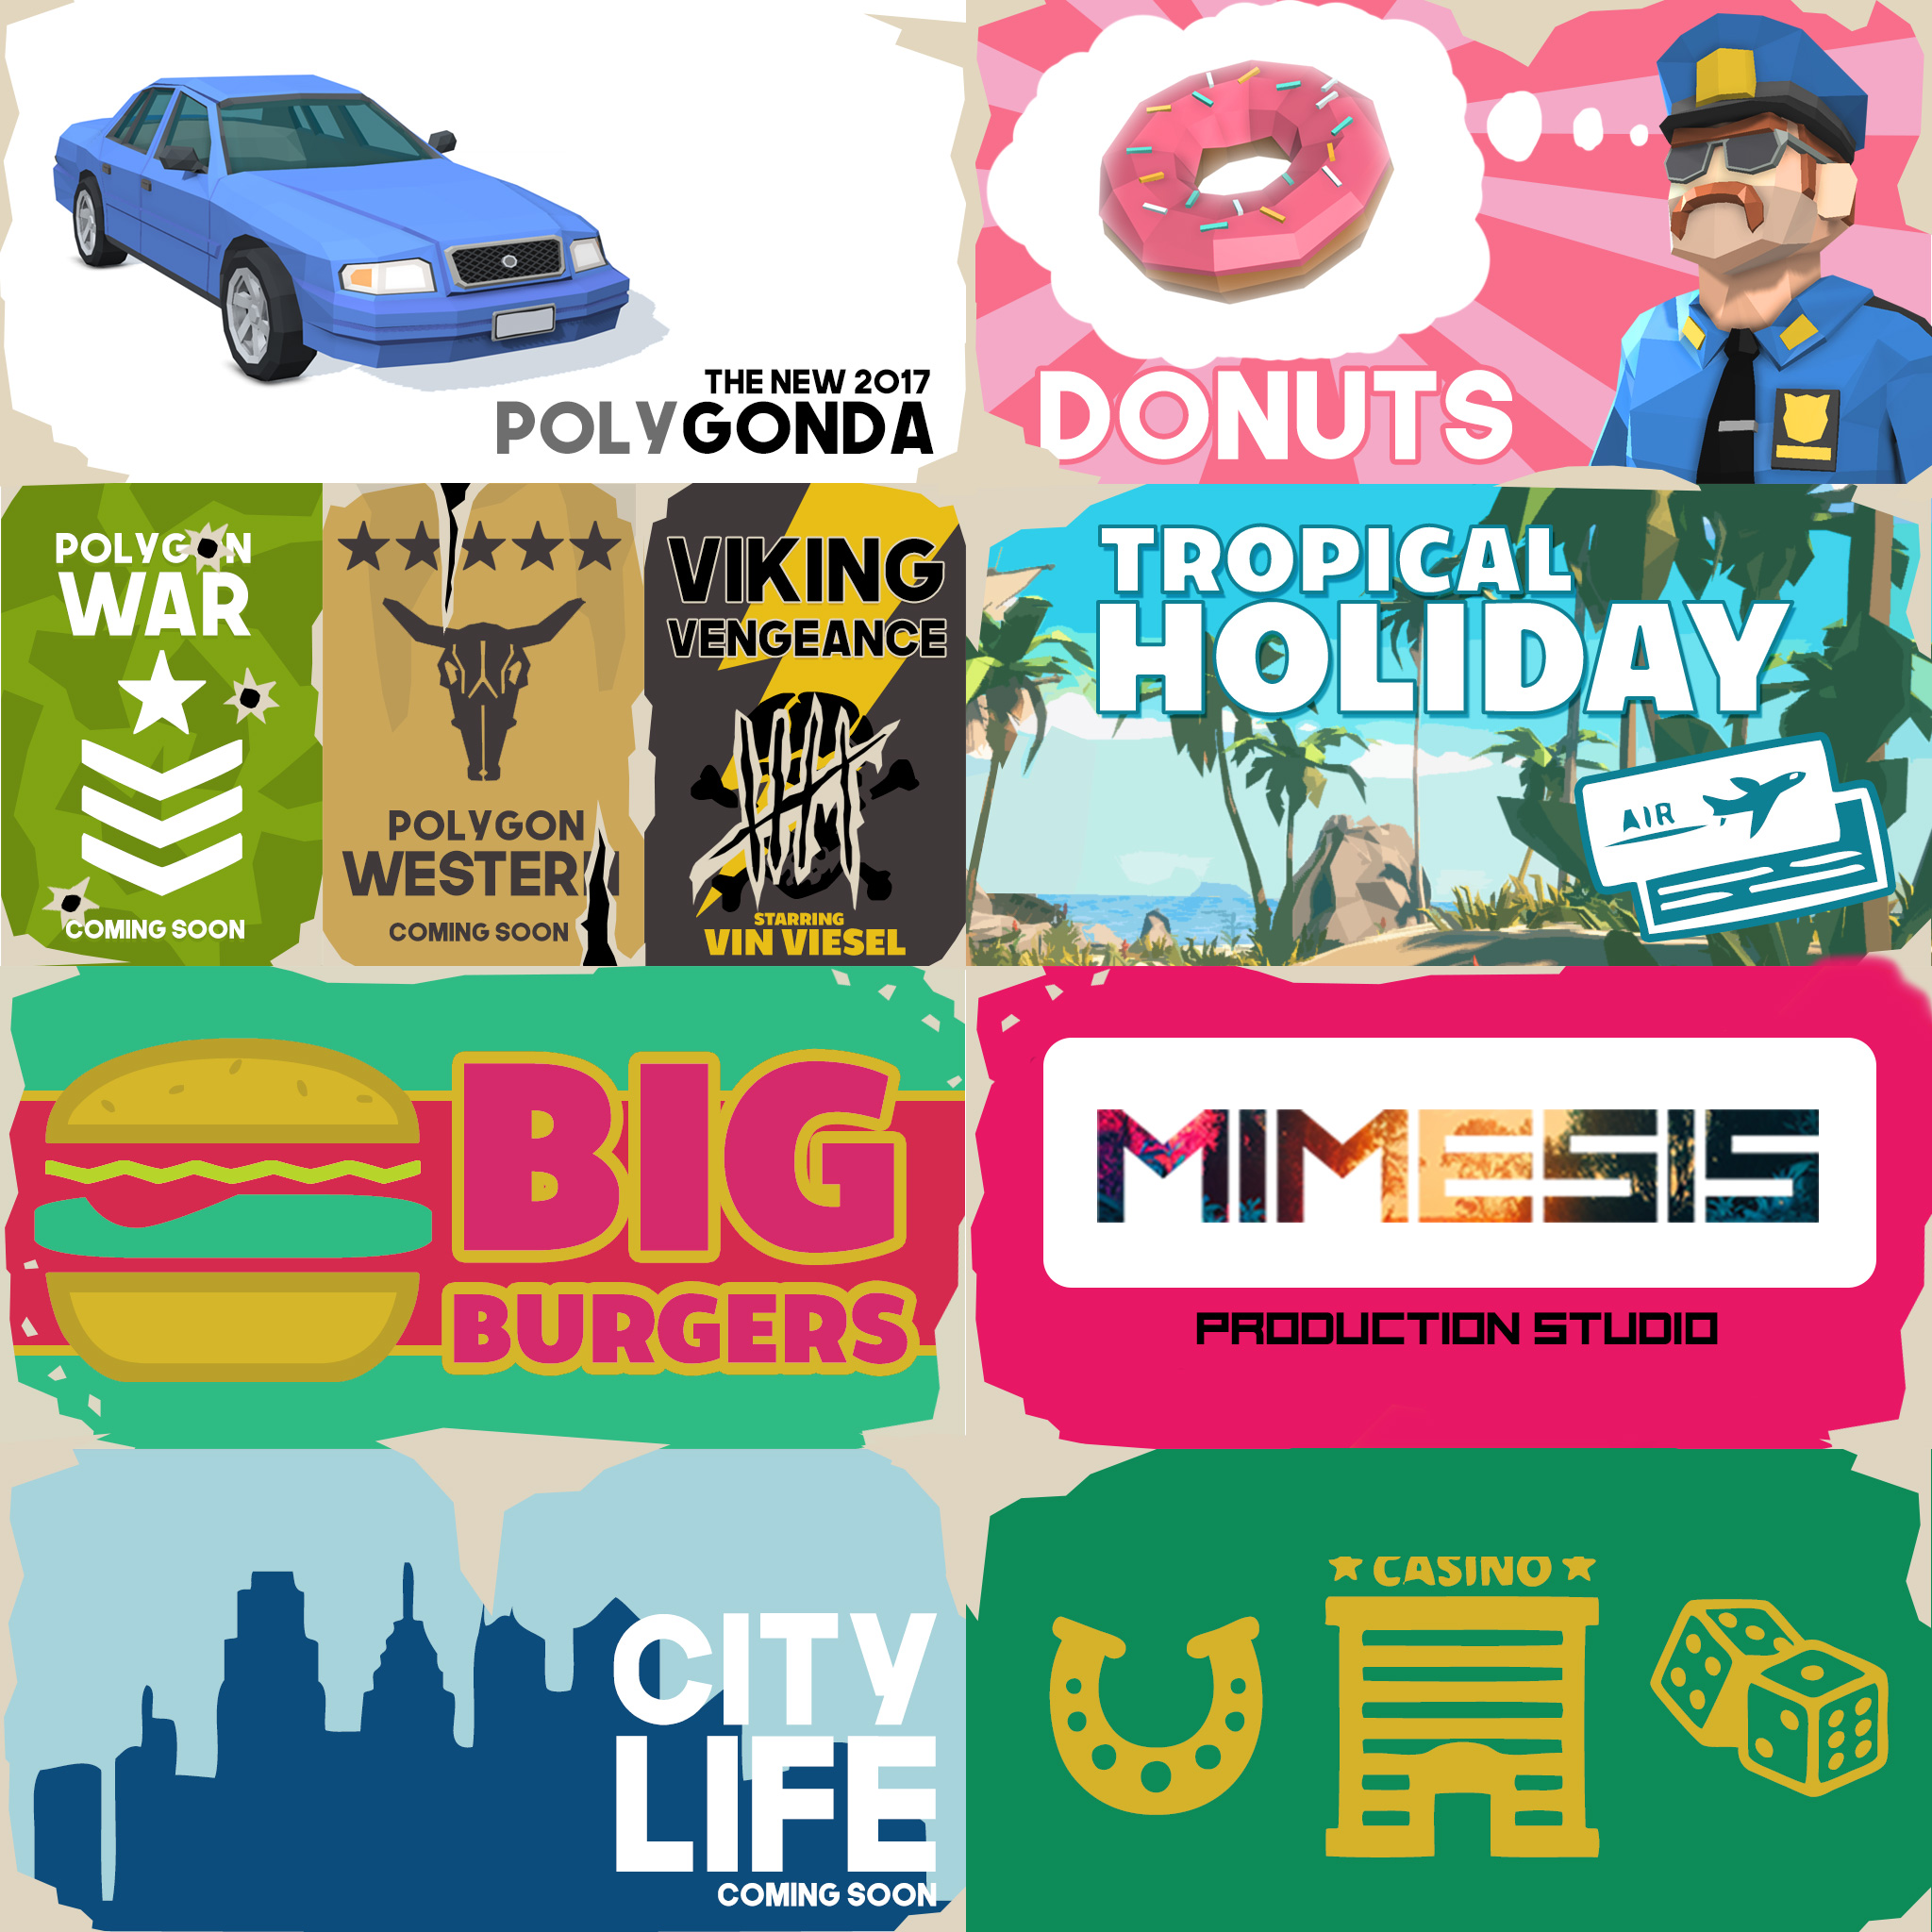 THE NEW 2017
POLYGONDA
DONUTS
POLYGON
WAR
COMING SOON
POLYGON
WESTERN
COMING SOON
VIKING
VENGEANCE
STARRING
VIN VIESEL
TROPICAL
HOLIDAY
AIR
BIG
BURGERS
MIMESIS
PRODUCTION STUDIO
CITY
LIFE
COMING SOON
CASINO